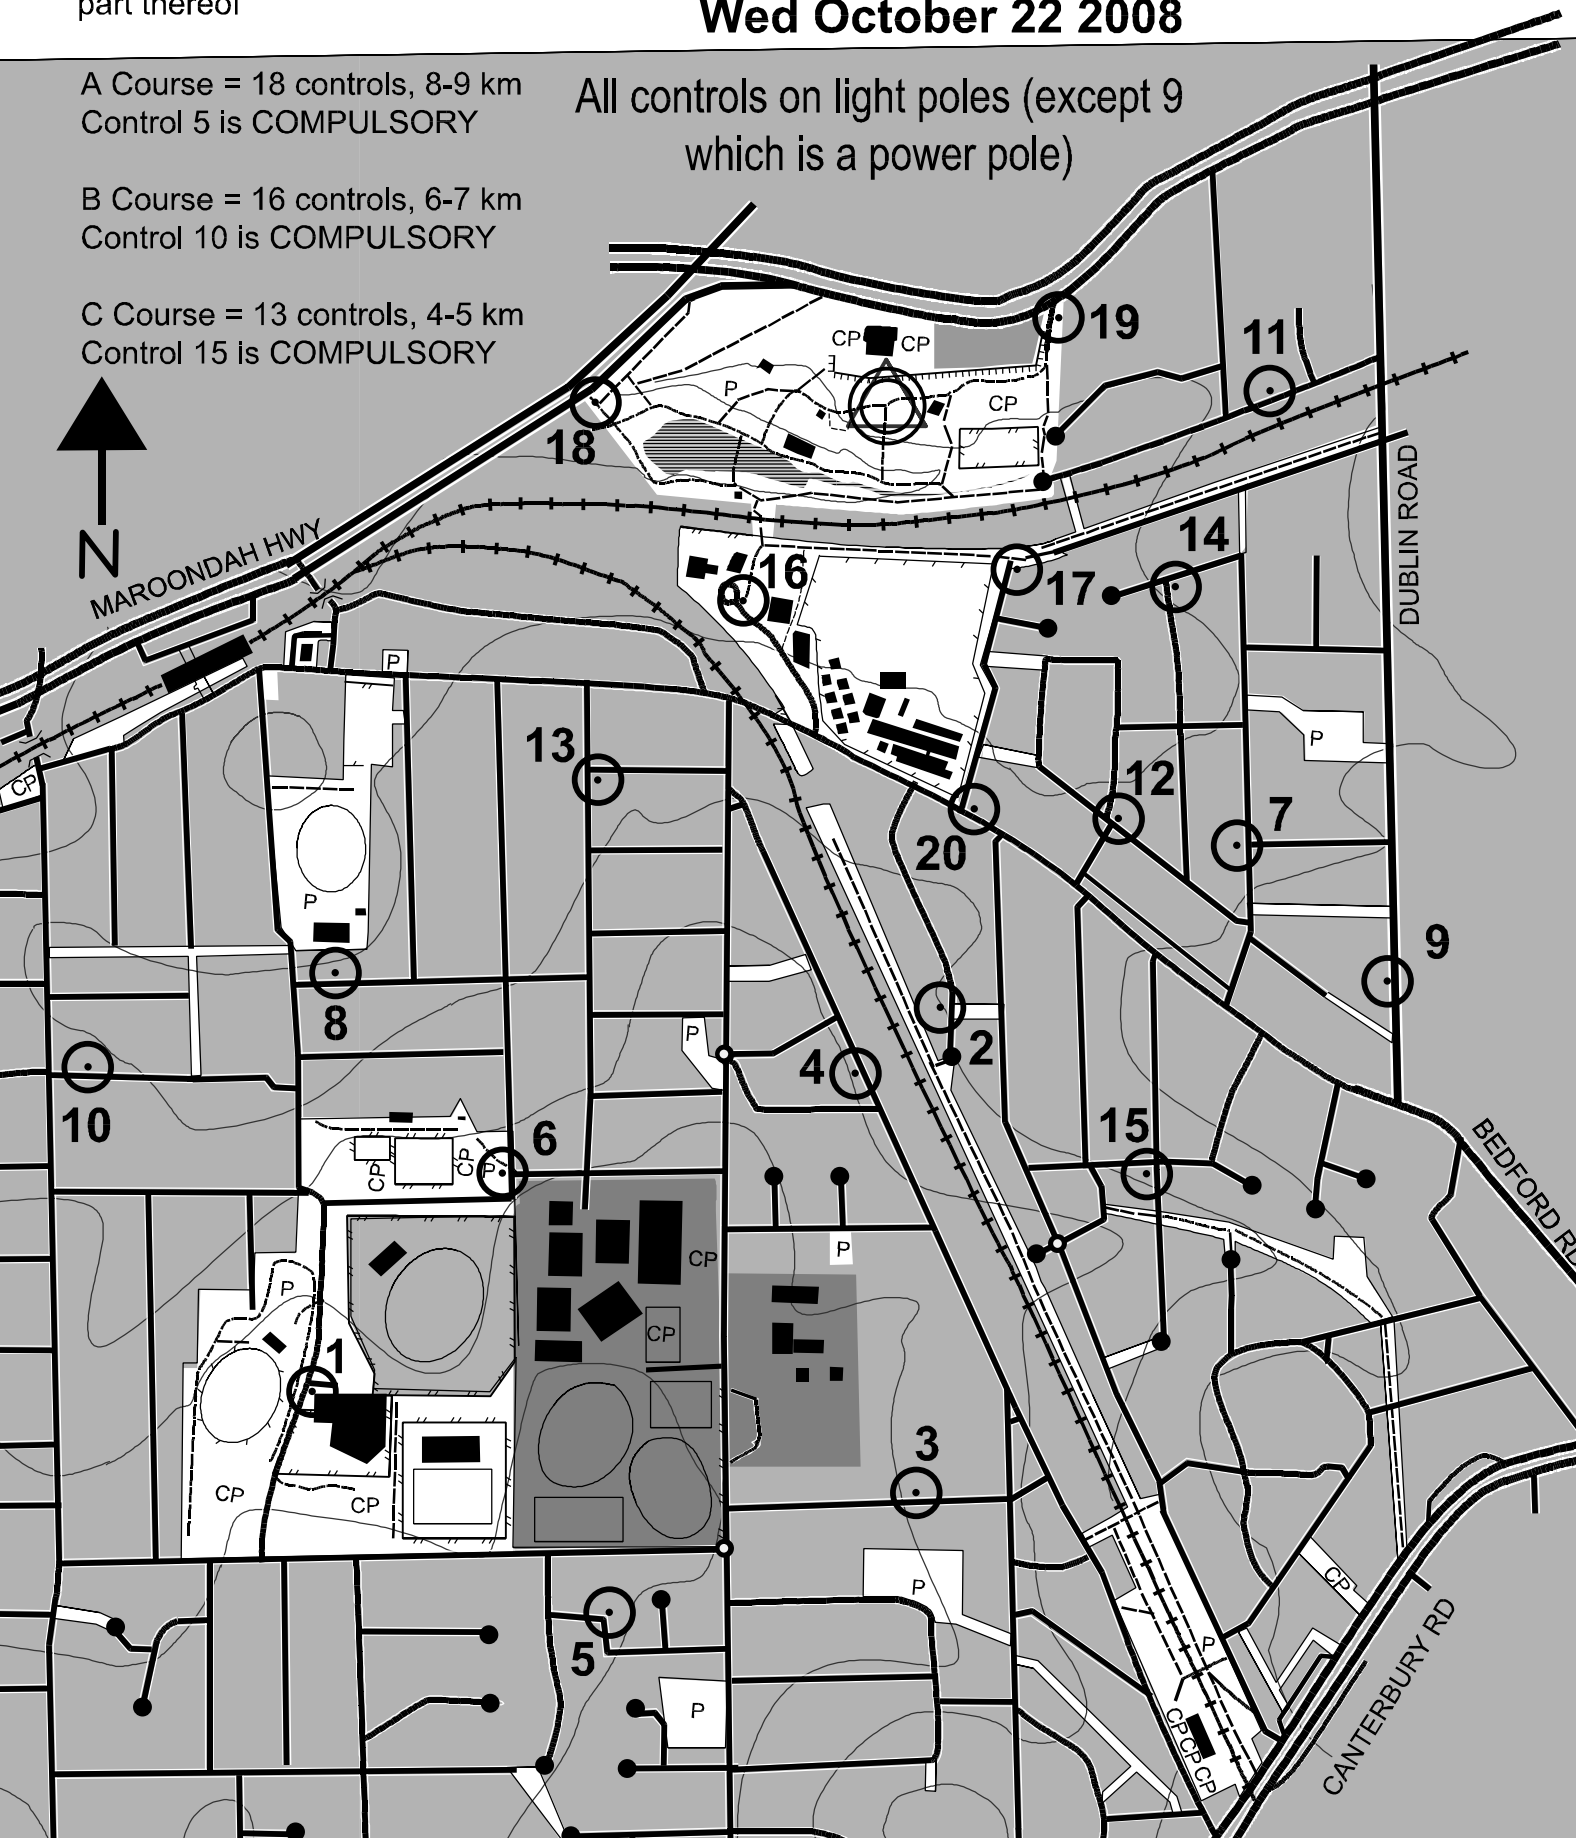 part thereof
Wed October 22 2008
A Course = 18 controls, 8-9 km
Control 5 is COMPULSORY
All controls on light poles (except 9
which is a power pole)
B Course = 16 controls, 6-7 km
Control 10 is COMPULSORY
C Course = 13 controls, 4-5 km
Control 15 is COMPULSORY
N
19
11
CP
CP
P
CP
18
MAROONDAH HWY
DUBLIN ROAD
14
16
17
P
13
P
CP
12
7
20
P
9
8
P
2
4
10
15
6
CP
CP
P
BEDFORD RD
CP
P
P
CP
1
3
CP
CP
P
CP
5
P
P
CANTERBURY RD
CP
CP
CP